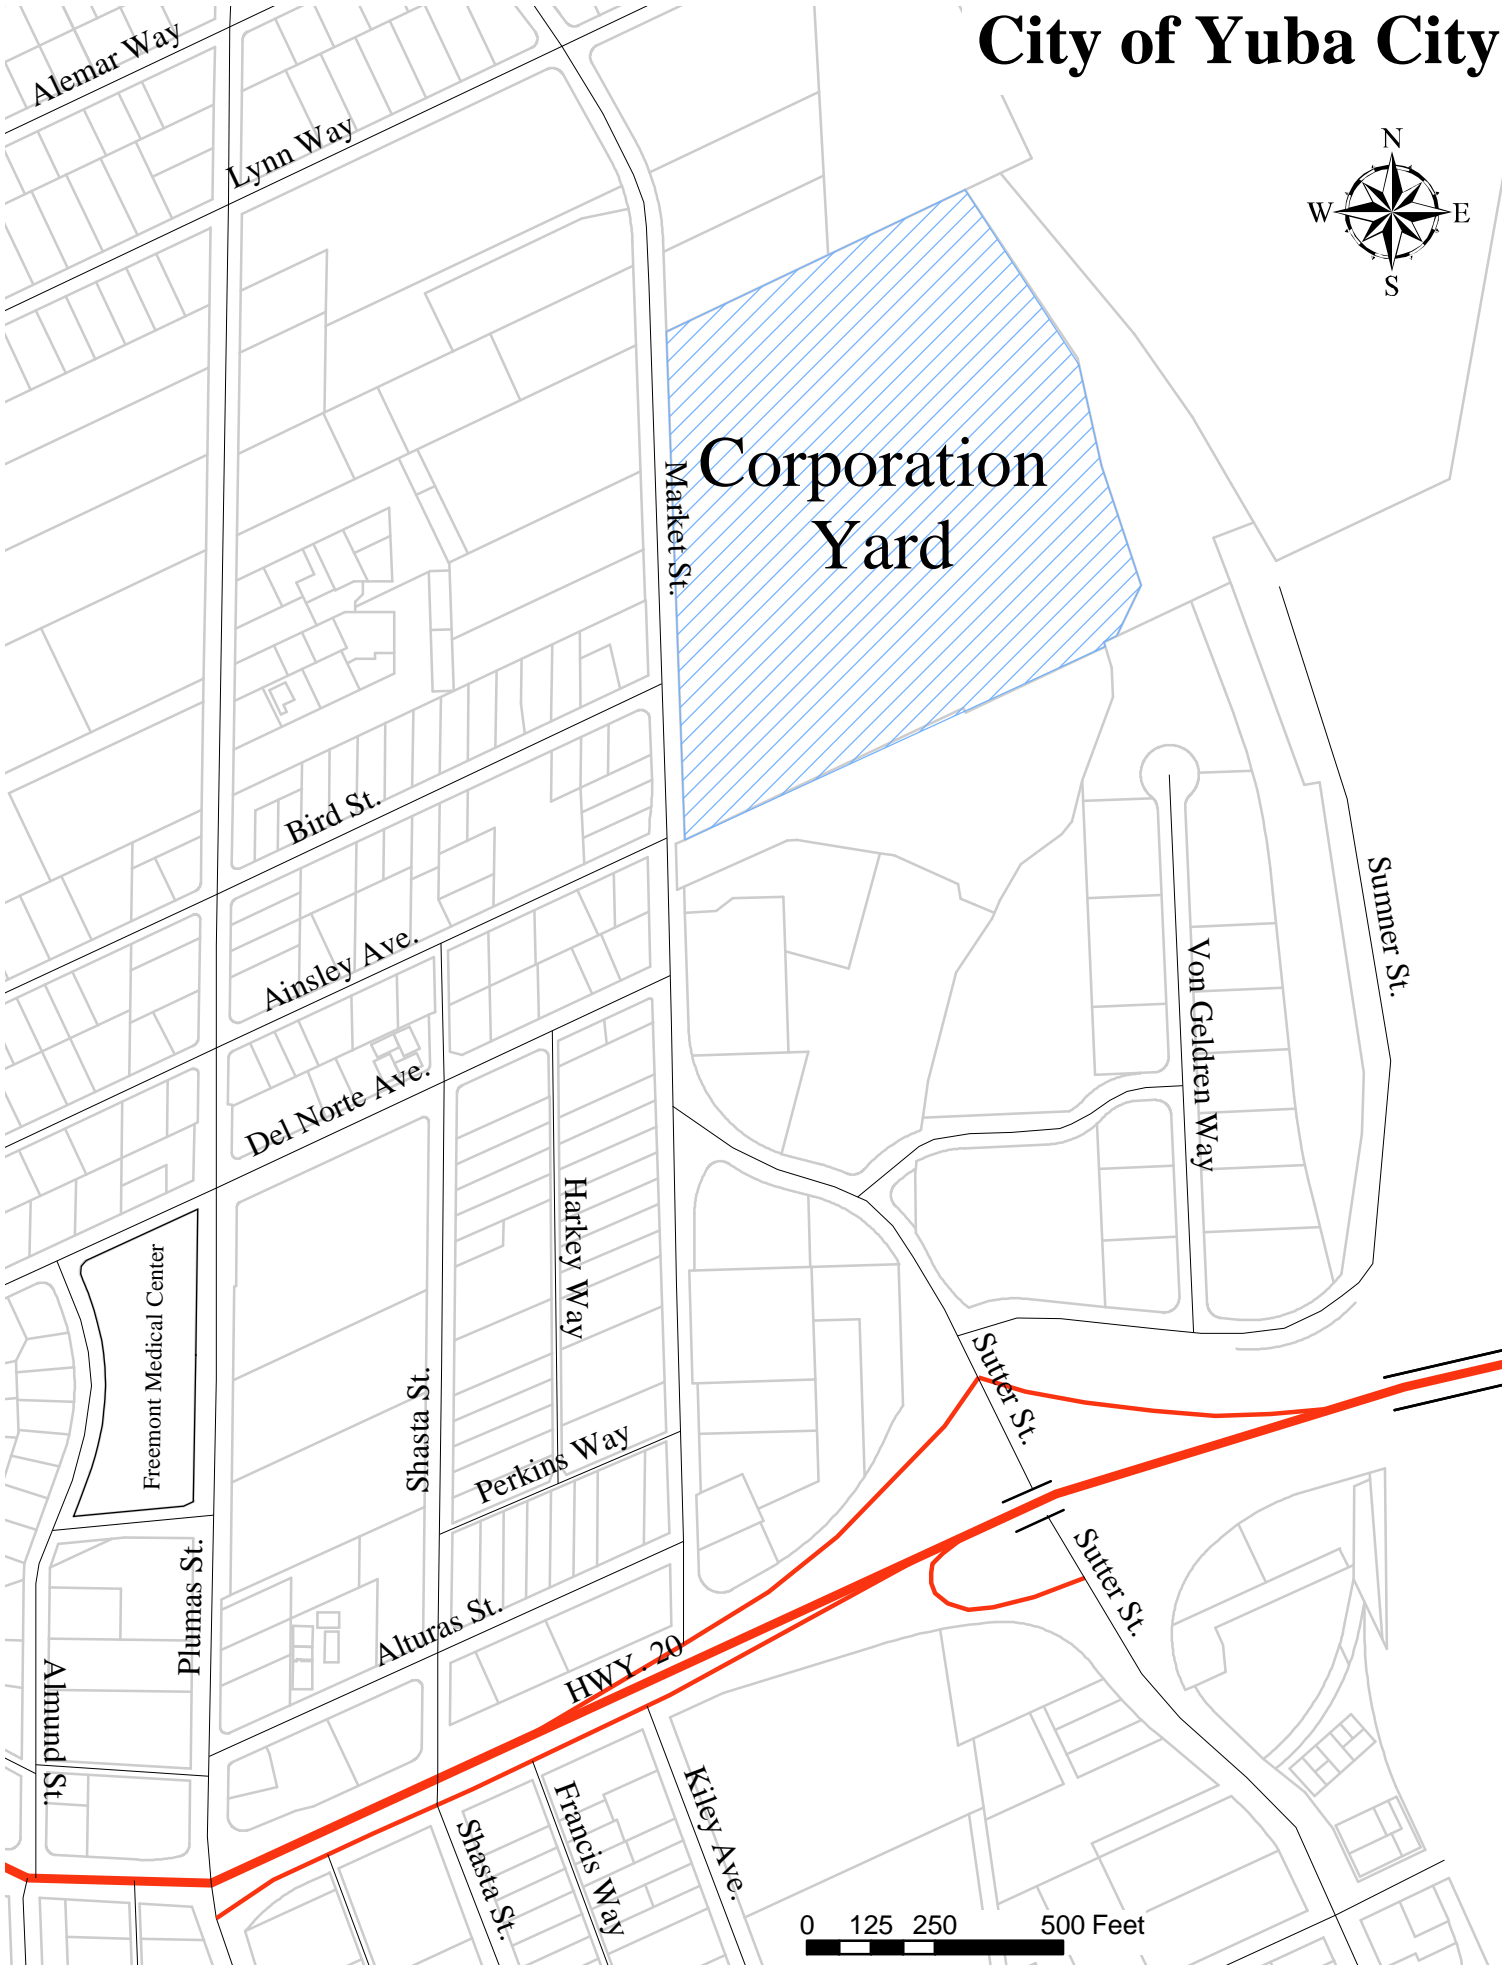 City of Yuba City
Alemar Way
Lynn Way
N
W
E
S
Corporation
Yard
Market St.
Bird St.
Ainsley Ave.
Del Norte Ave.
Sumner St.
Von Geldren Way
Harkey Way
Freemont Medical Center
Shasta St.
Perkins Way
Sutter St.
Sutter St.
Plumas St.
Alturas St.
Almund St.
HWY. 20
Kiley Ave.
Francis Way
Shasta St.
0 125 250 500 Feet